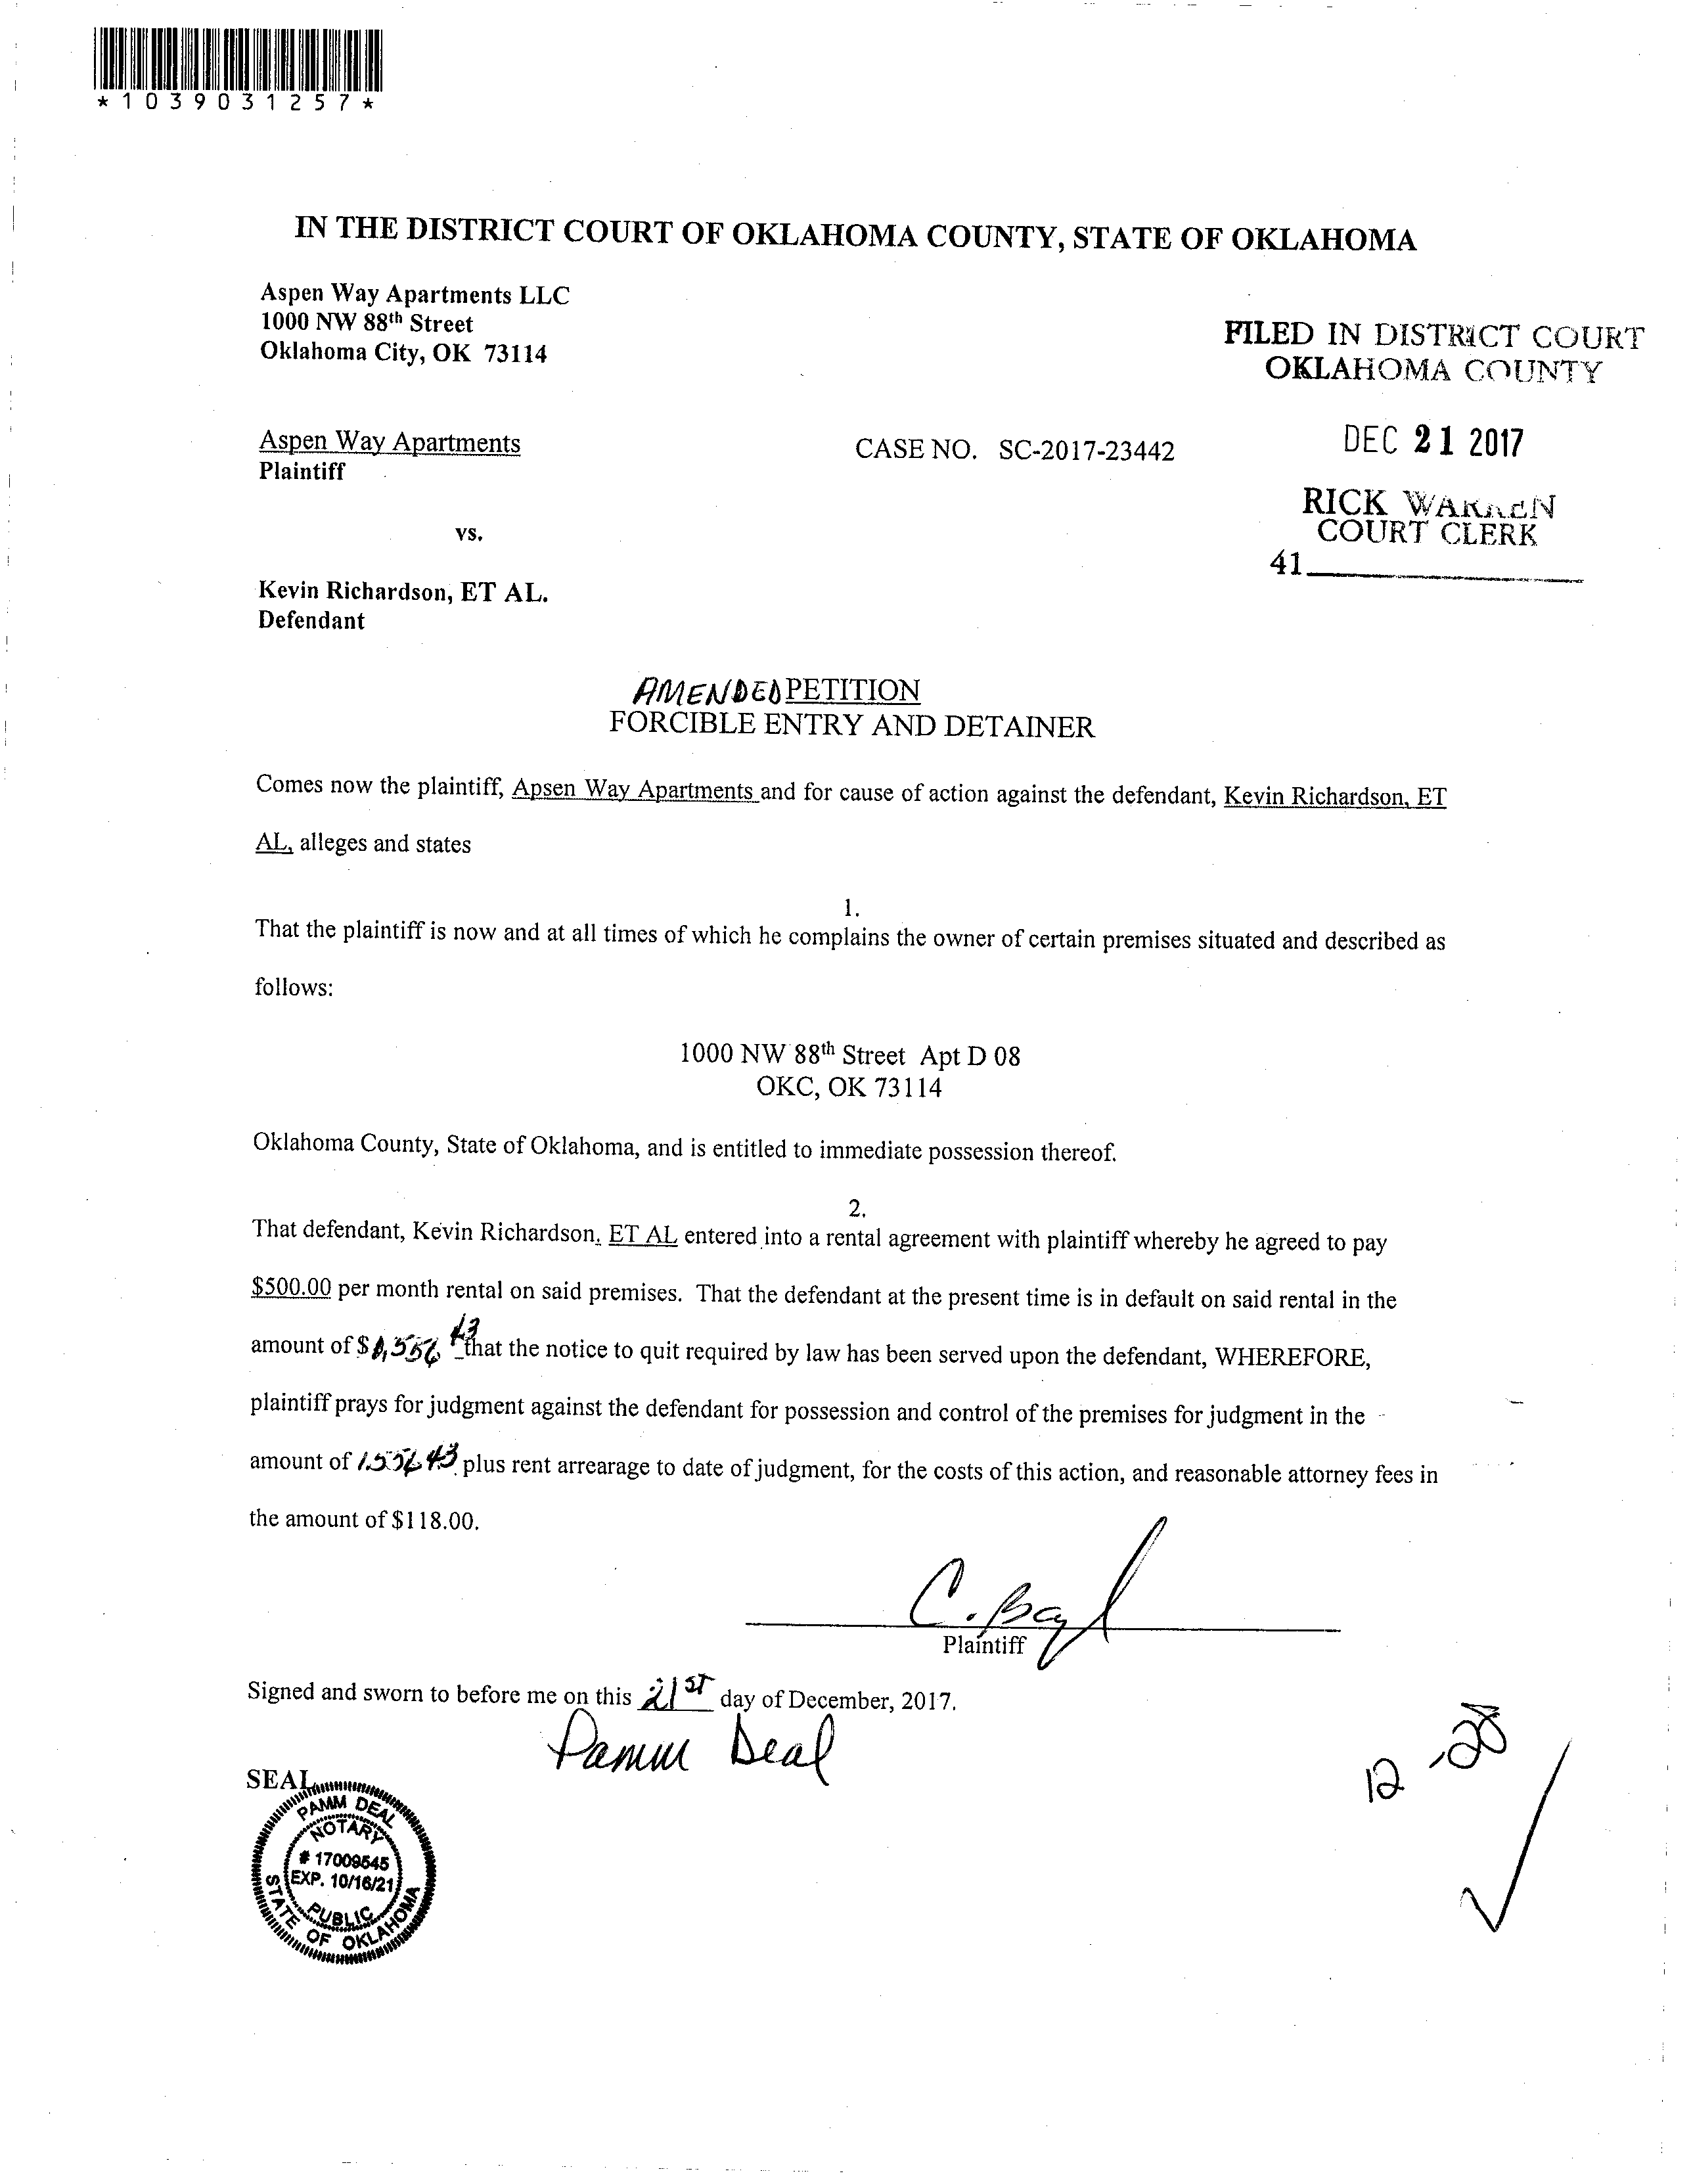 *1039031257*
IN THE DISTRICT COURT OF OKLAHOMA COUNTY, STATE OF OKLAHOMA
Aspen Way Apartments LLC
1000 NW 88th Street
Oklahoma City, OK 73114
FILED IN DISTRICT COURT
OKLAHOMA COUNTY
Aspen Way Apartments
Plaintiff
CASE NO. SC-2017-23442
DEC 21 2017
RICK WARREN
COURT CLERK
41
vs.
Kevin Richardson, ET AL.
Defendant
AMENDED PETITION
FORCIBLE ENTRY AND DETAINER
Comes now the plaintiff, Apsen Way Apartments and for cause of action against the defendant, Kevin Richardson, ET
AL, alleges and states
1.
That the plaintiff is now and at all times of which he complains the owner of certain premises situated and described as
follows:
1000 NW 88th Street Apt D 08
OKC, OK 73114
Oklahoma County, State of Oklahoma, and is entitled to immediate possession thereof.
2.
That defendant, Kevin Richardson, ET AL entered into a rental agreement with plaintiff whereby he agreed to pay
$500.00 per month rental on said premises. That the defendant at the present time is in default on said rental in the
amount of $1,556 43 that the notice to quit required by law has been served upon the defendant, WHEREFORE,
plaintiff prays for judgment against the defendant for possession and control of the premises for judgment in the
amount of 1556 43 plus rent arrearage to date of judgment, for the costs of this action, and reasonable attorney fees in
the amount of $118.00.
Plaintiff
Signed and sworn to before me on this 21st day of December, 2017.
Pamm Deal
SEAL
PAMM DEAL
NOTARY
# 17009545
EXP. 10/16/21
PUBLIC
STATE OF OKLAHOMA
12-28